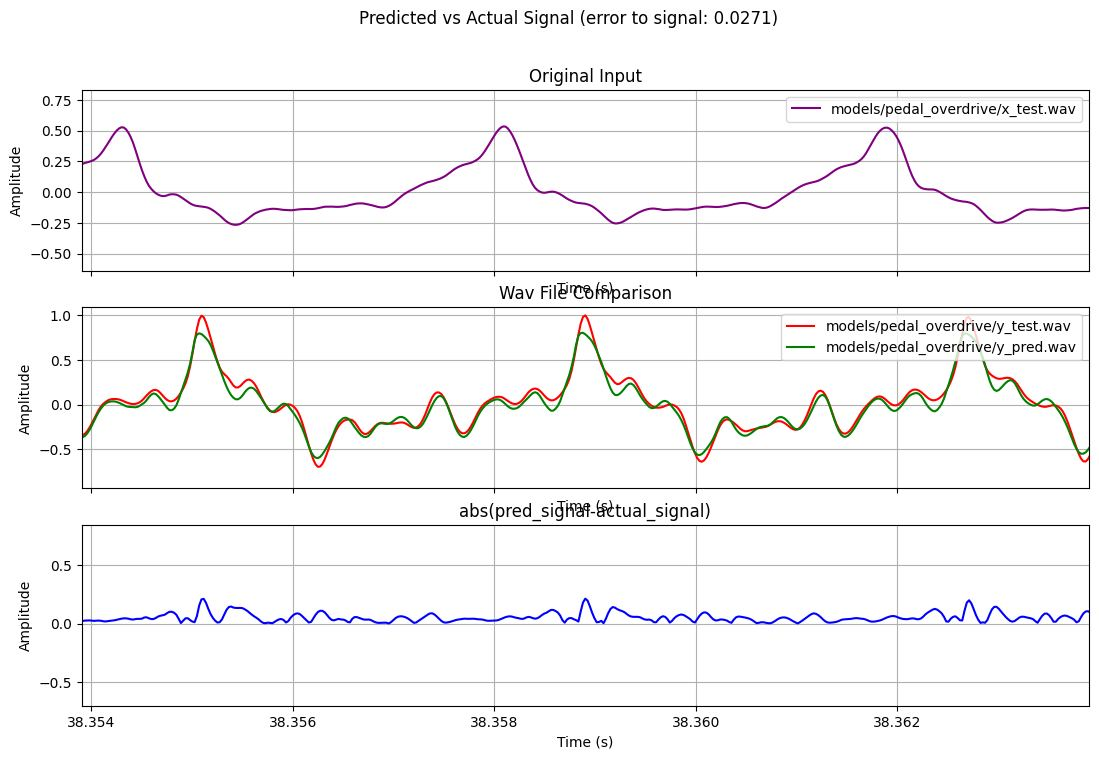 Predicted vs Actual Signal (error to signal: 0.0271)
Original Input
Amplitude
0.75
0.50
0.25
0.00
−0.25
−0.50
models/pedal_overdrive/x_test.wav
Time (s)
Wav File Comparison
Amplitude
1.0
0.5
0.0
−0.5
models/pedal_overdrive/y_test.wav
models/pedal_overdrive/y_pred.wav
Time (s)
abs(pred_signal-actual_signal)
Amplitude
0.5
0.0
−0.5
38.354
38.356
38.358
38.360
38.362
Time (s)